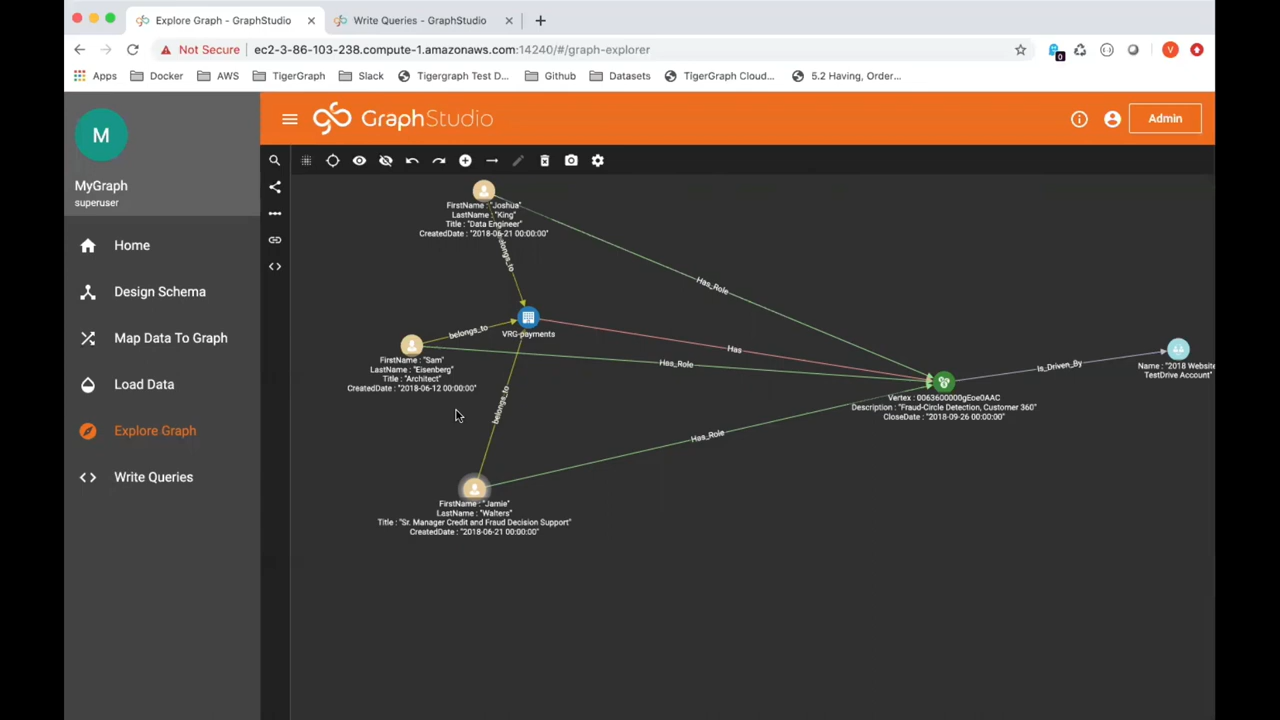 Explore Graph - GraphStudio
Write Queries - GraphStudio
Not Secure
ec2-3-86-103-238.compute-1.amazonaws.com:14240/#/graph-explorer
V
0
Apps
Docker
AWS
TigerGraph
Slack
Tigergraph Test D...
Github
Datasets
TigerGraph Cloud...
5.2 Having, Order...
M
MyGraph
superuser
GraphStudio
Admin
Home
Design Schema
Map Data To Graph
Load Data
Explore Graph
Write Queries
FirstName : "Joshua"
LastName : "King"
Title : "Data Engineer"
CreatedDate : "2018-06-21 00:00:00"
belongs_to
Has_Role
VRG-payments
belongs_to
Has
Has_Role
FirstName : "Sam"
LastName : "Eisenberg"
Title : "Architect"
CreatedDate : "2018-06-12 00:00:00"
Is_Driven_By
Name : "2018 Website
TestDrive Account"
Vertex : 0063600000gEoe0AAC
Description : "Fraud-Circle Detection, Customer 360"
CloseDate : "2018-09-26 00:00:00"
belongs_to
Has_Role
FirstName : "Jamie"
LastName : "Walters"
Title : "Sr. Manager Credit and Fraud Decision Support"
CreatedDate : "2018-06-21 00:00:00"